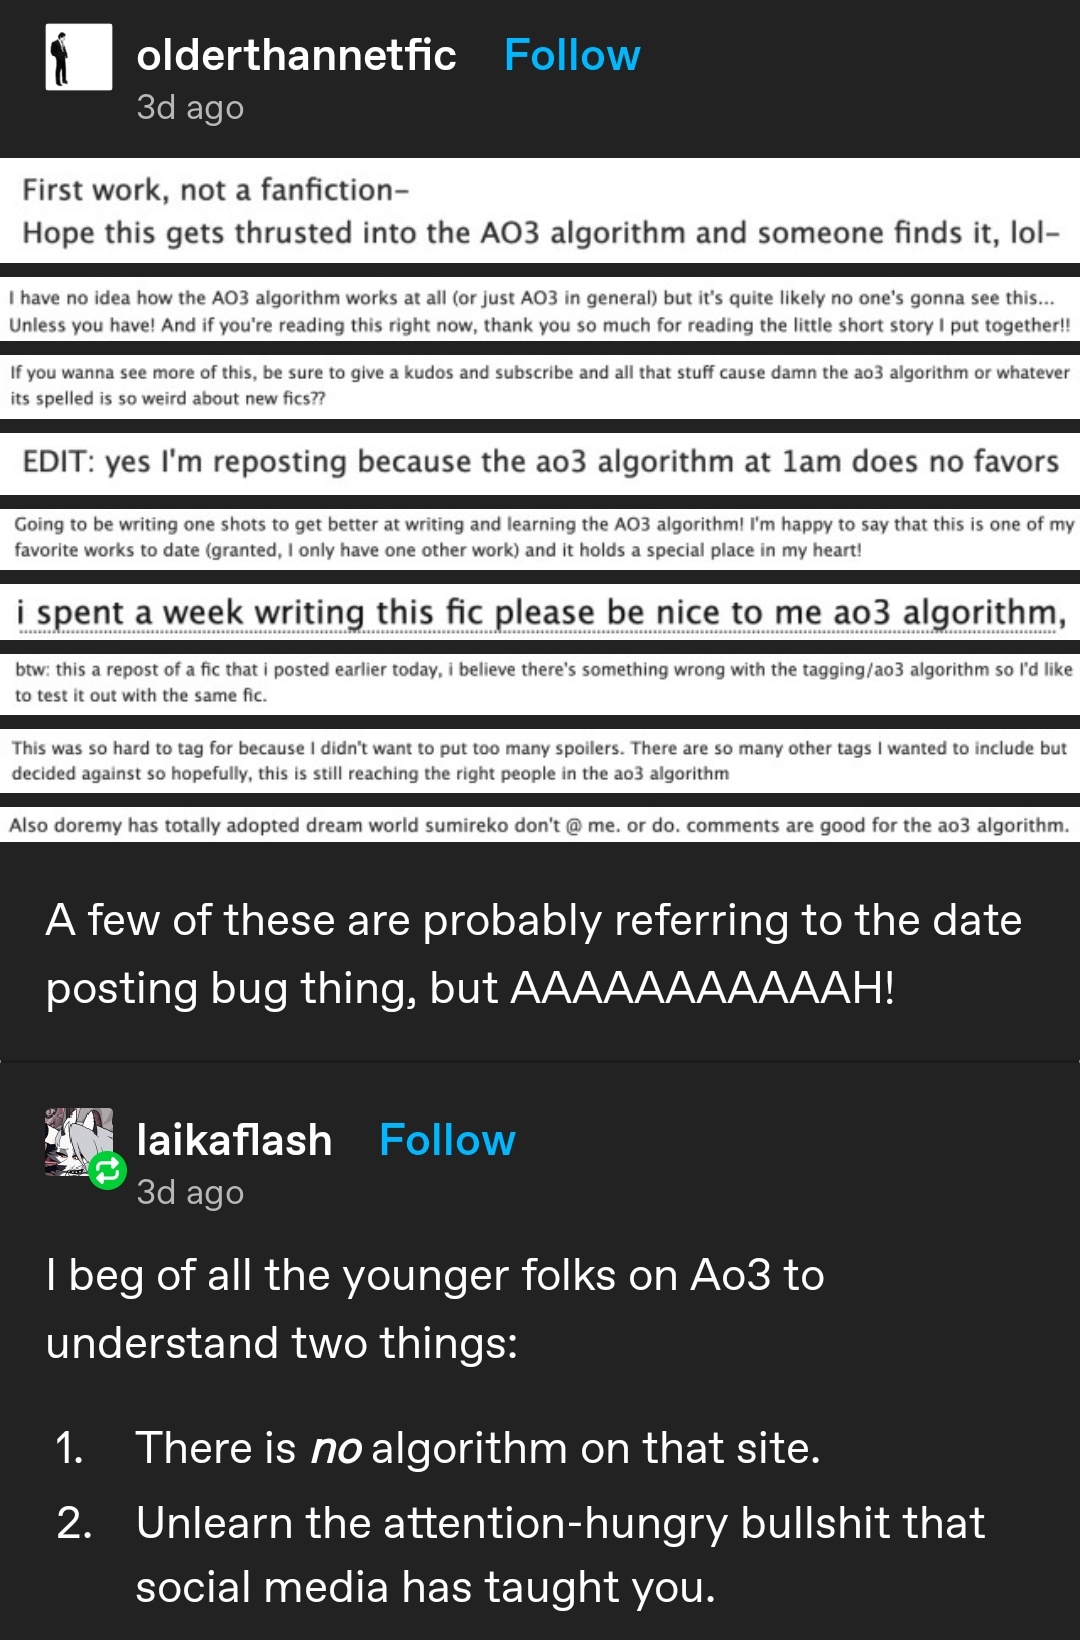 olderthannetfic Follow
3d ago
First work, not a fanfiction-
Hope this gets thrusted into the AO3 algorithm and someone finds it, lol-
I have no idea how the AO3 algorithm works at all (or just AO3 in general) but it's quite likely no one's gonna see this...
Unless you have! And if you're reading this right now, thank you so much for reading the little short story I put together!!
If you wanna see more of this, be sure to give a kudos and subscribe and all that stuff cause damn the ao3 algorithm or whatever
its spelled is so weird about new fics??
EDIT: yes I'm reposting because the ao3 algorithm at 1am does no favors
Going to be writing one shots to get better at writing and learning the AO3 algorithm! I'm happy to say that this is one of my
favorite works to date (granted, I only have one other work) and it holds a special place in my heart!
i spent a week writing this fic please be nice to me ao3 algorithm,
btw: this a repost of a fic that i posted earlier today, i believe there's something wrong with the tagging/ao3 algorithm so I'd like
to test it out with the same fic.
This was so hard to tag for because I didn't want to put too many spoilers. There are so many other tags I wanted to include but
decided against so hopefully, this is still reaching the right people in the ao3 algorithm
Also doremy has totally adopted dream world sumireko don't @ me. or do. comments are good for the ao3 algorithm.
A few of these are probably referring to the date
posting bug thing, but AAAAAAAAAAAH!
laikaflash Follow
3d ago
I beg of all the younger folks on Ao3 to
understand two things:
1. There is no algorithm on that site.
2. Unlearn the attention-hungry bullshit that
social media has taught you.